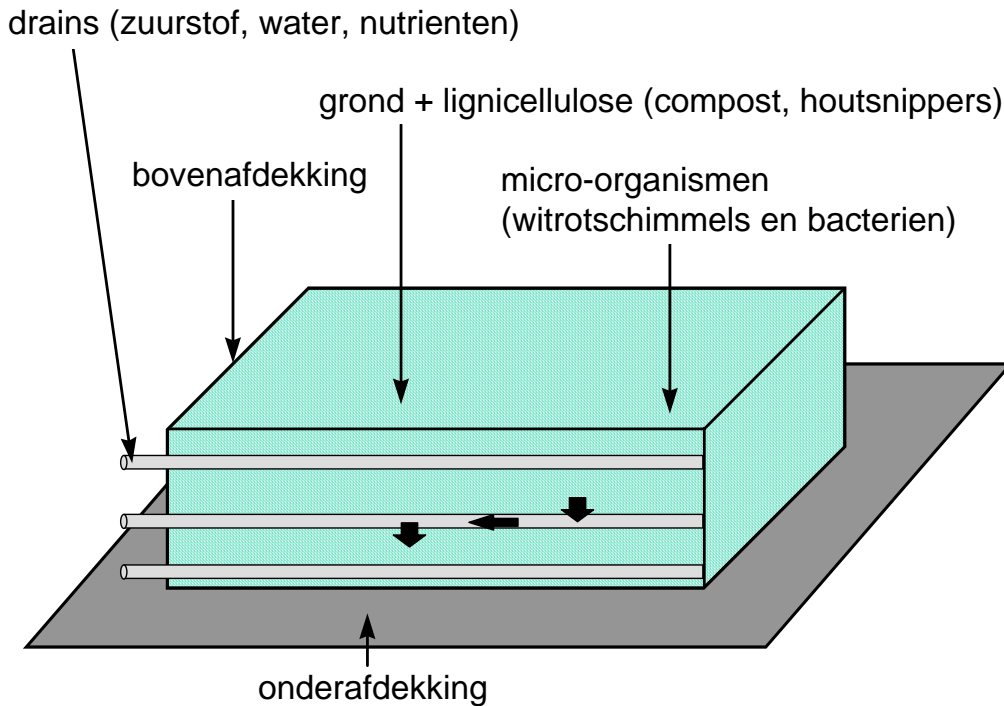 drains (zuurstof, water, nutrienten)
grond + lignicellulose (compost, houtsnippers)
bovenafdekking
micro-organismen
(witrotschimmels en bacterien)
onderafdekking